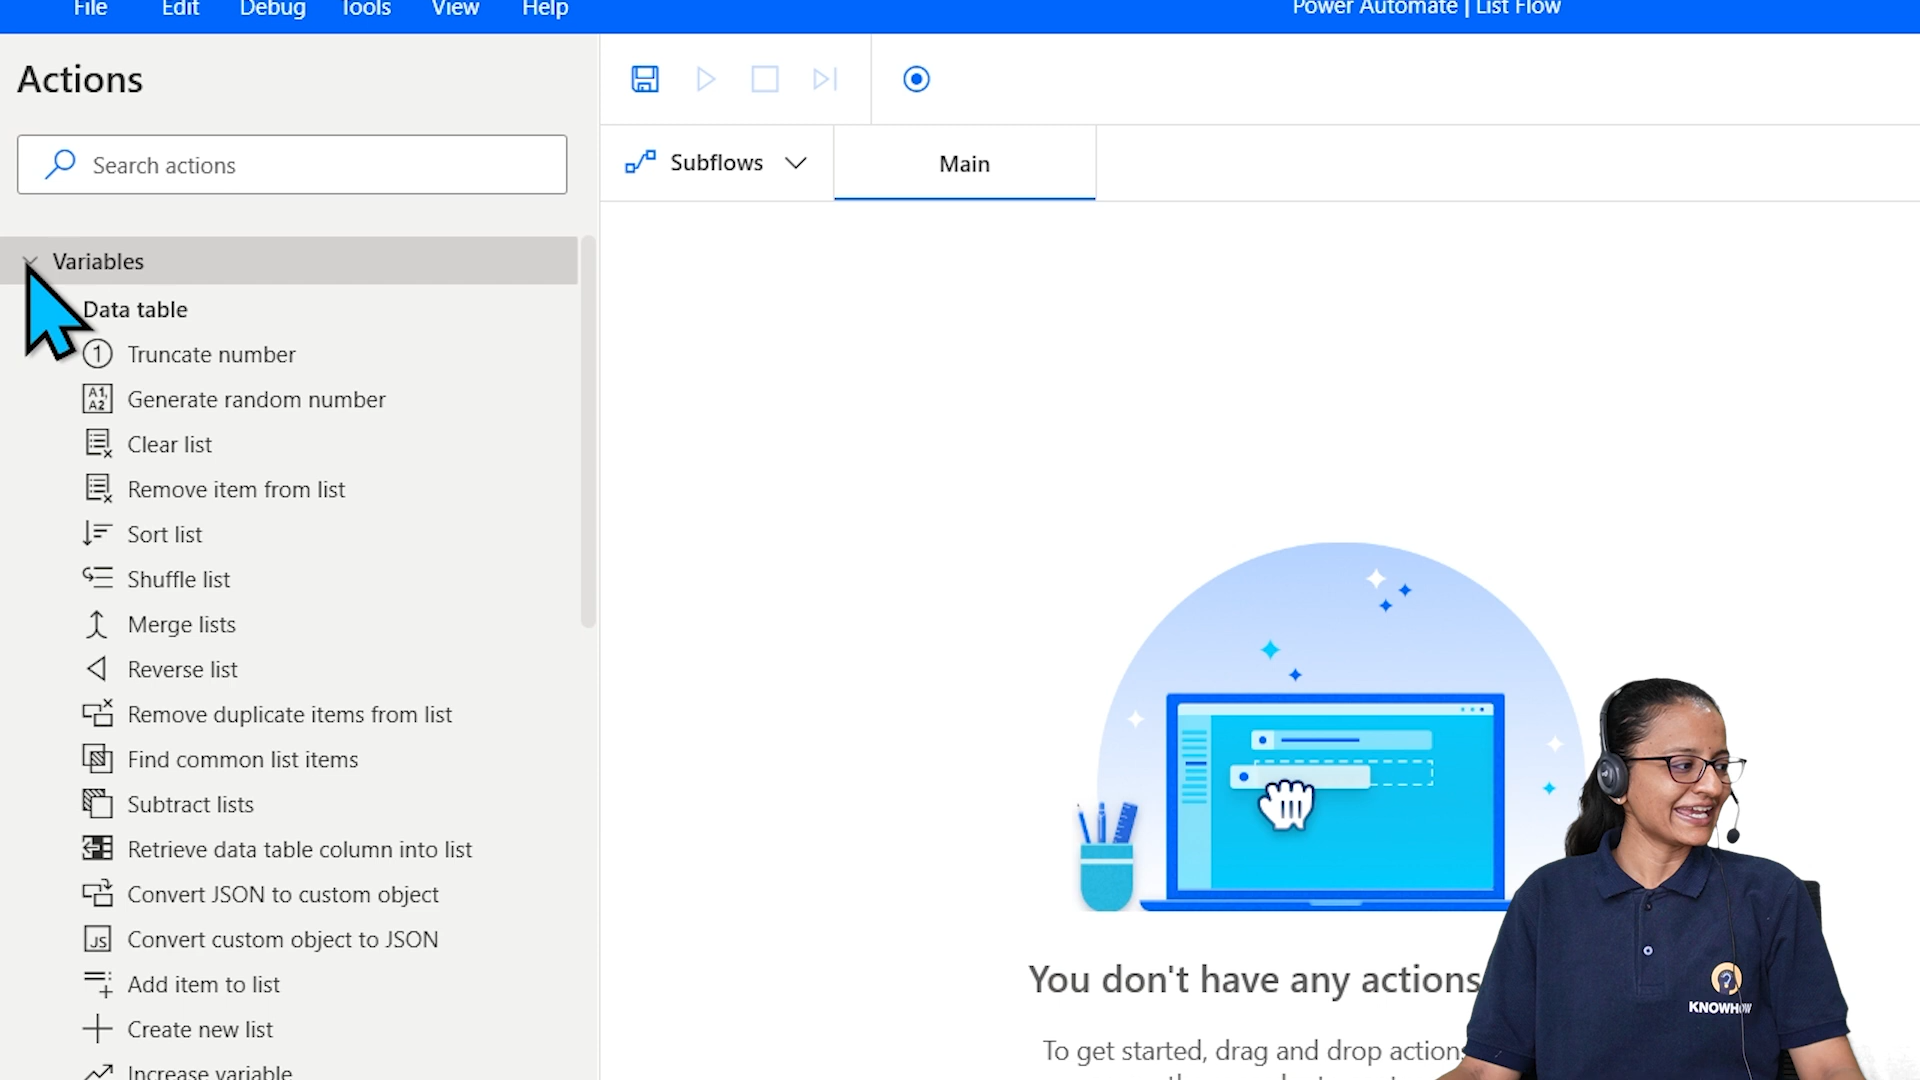 File Edit Debug Tools View Help
Power Automate | List Flow
Actions
Search actions
Subflows
Main
Variables
Data table
Truncate number
Generate random number
Clear list
Remove item from list
Sort list
Shuffle list
Merge lists
Reverse list
Remove duplicate items from list
Find common list items
Subtract lists
Retrieve data table column into list
Convert JSON to custom object
JS Convert custom object to JSON
Add item to list
Create new list
Increase variable
You don't have any actions
To get started, drag and drop action
KNOWHOW